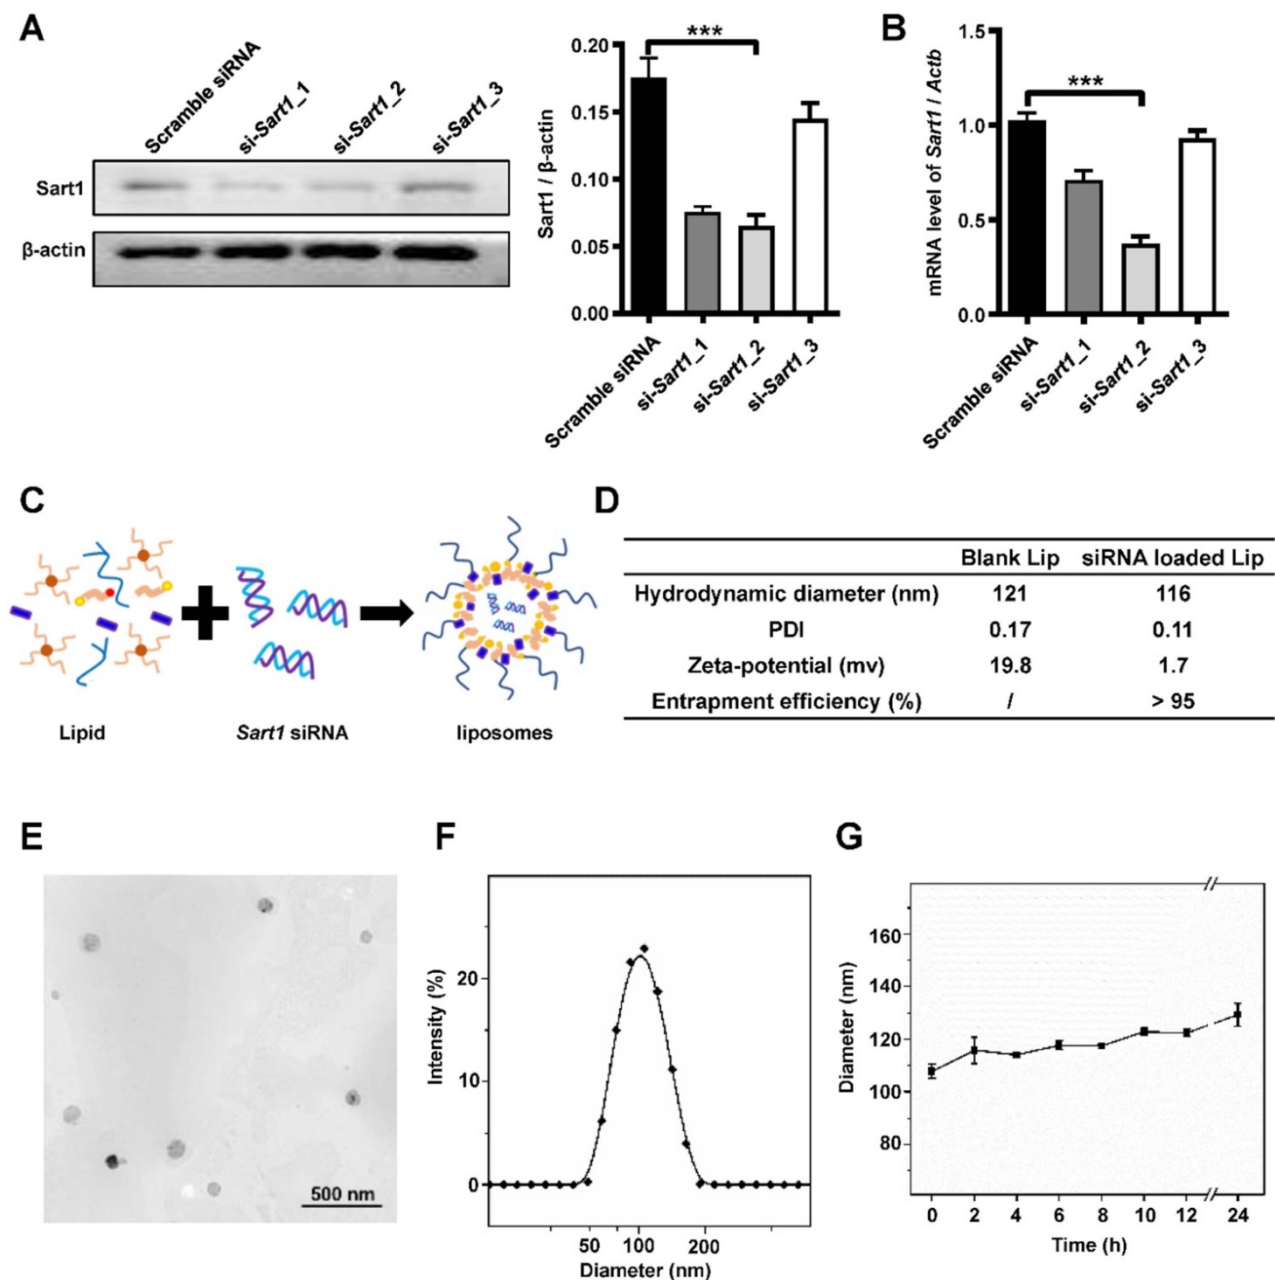 A
Scramble siRNA
si-Sart1_1
si-Sart1_2
si-Sart1_3
Sart1
β-actin
Sart1 / β-actin
0.20
0.15
0.10
0.05
0.00
***
Scramble siRNA
si-Sart1_1
si-Sart1_2
si-Sart1_3
B
mRNA level of Sart1 / Actb
1.5
1.0
0.5
0.0
***
Scramble siRNA
si-Sart1_1
si-Sart1_2
si-Sart1_3
C
Lipid
Sart1 siRNA
liposomes
D
Blank Lip siRNA loaded Lip
Hydrodynamic diameter (nm) 121 116
PDI 0.17 0.11
Zeta-potential (mv) 19.8 1.7
Entrapment efficiency (%) / > 95
E
500 nm
F
Intensity (%)
20
10
0
50 100 200
Diameter (nm)
G
Diameter (nm)
160
140
120
100
80
0 2 4 6 8 10 12 24
Time (h)